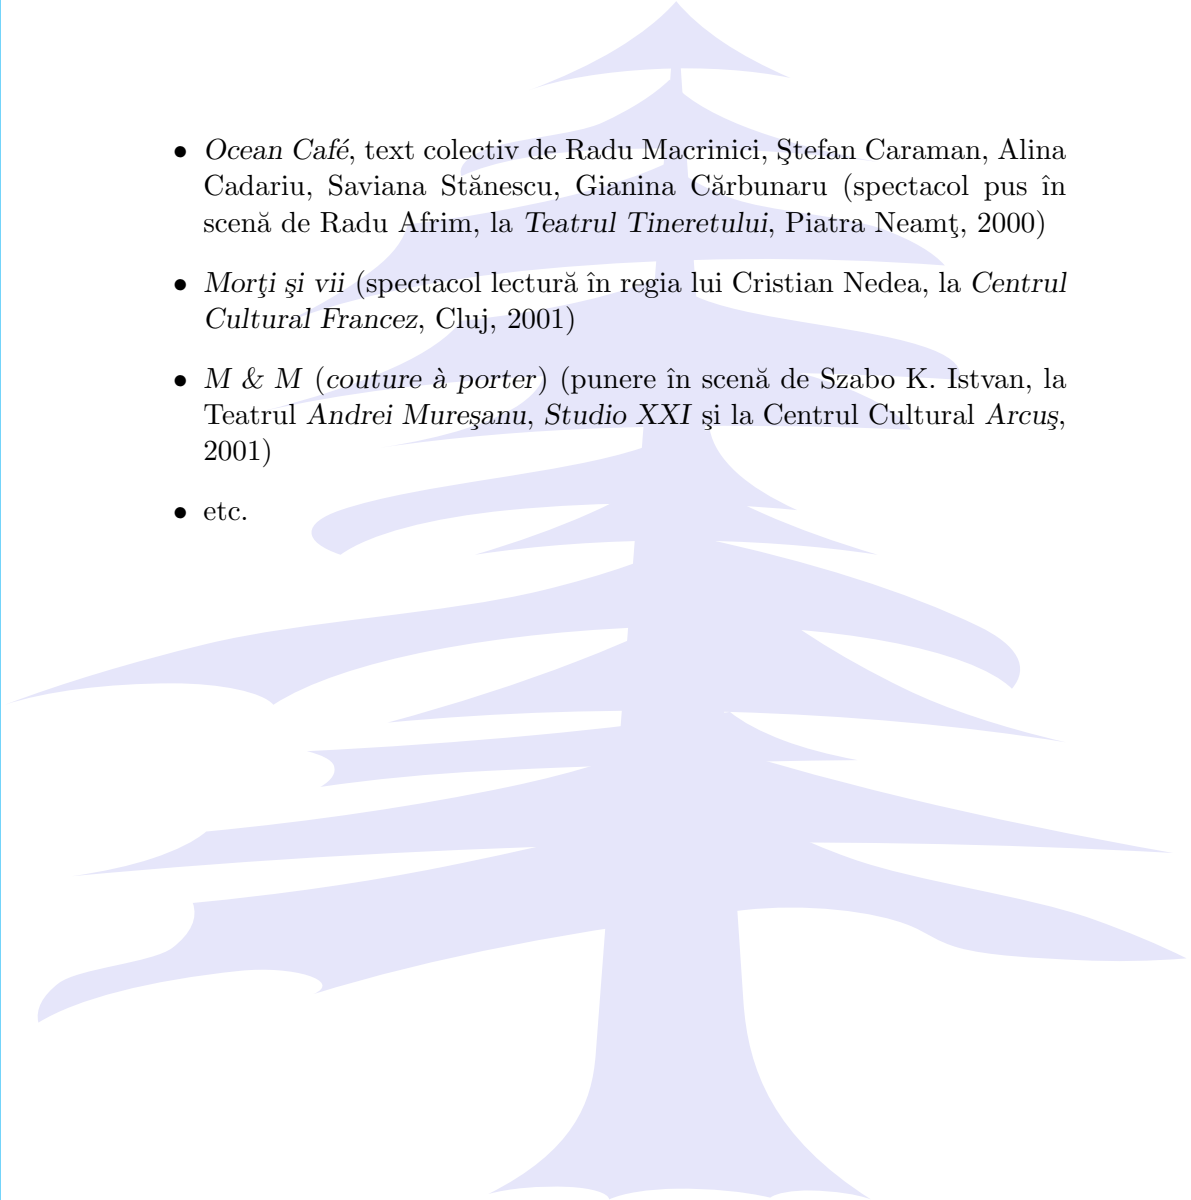 • Ocean Café, text colectiv de Radu Macrinici, Ştefan Caraman, Alina
Cadariu, Saviana Stănescu, Gianina Cărbunaru (spectacol pus în
scenă de Radu Afrim, la Teatrul Tineretului, Piatra Neamţ, 2000)
• Morţi şi vii (spectacol lectură în regia lui Cristian Nedea, la Centrul
Cultural Francez, Cluj, 2001)
• M & M (couture à porter) (punere în scenă de Szabo K. Istvan, la
Teatrul Andrei Mureşanu, Studio XXI şi la Centrul Cultural Arcuş,
2001)
• etc.